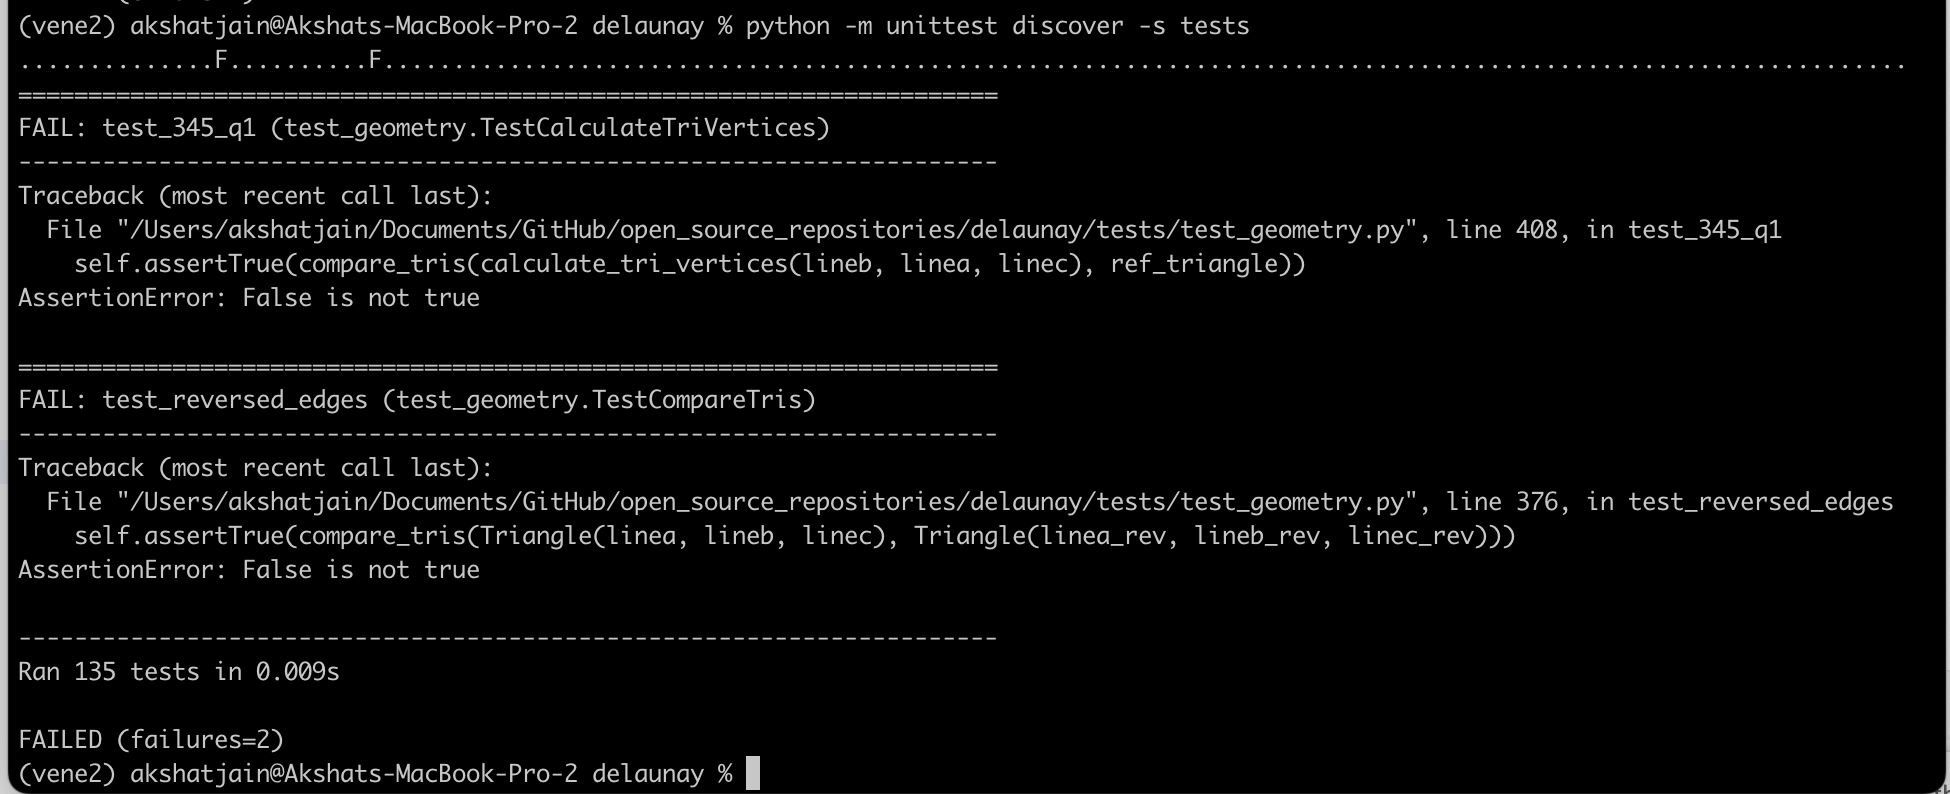 (vene2) akshatjain@Akshats-MacBook-Pro-2 delaunay % python -m unittest discover -s tests
..............F..........F.............................................................................................................
======================================================================
FAIL: test_345_q1 (test_geometry.TestCalculateTriVertices)
----------------------------------------------------------------------
Traceback (most recent call last):
  File "/Users/akshatjain/Documents/GitHub/open_source_repositories/delaunay/tests/test_geometry.py", line 408, in test_345_q1
    self.assertTrue(compare_tris(calculate_tri_vertices(lineb, linea, linec), ref_triangle))
AssertionError: False is not true
======================================================================
FAIL: test_reversed_edges (test_geometry.TestCompareTris)
----------------------------------------------------------------------
Traceback (most recent call last):
  File "/Users/akshatjain/Documents/GitHub/open_source_repositories/delaunay/tests/test_geometry.py", line 376, in test_reversed_edges
    self.assertTrue(compare_tris(Triangle(linea, lineb, linec), Triangle(linea_rev, lineb_rev, linec_rev)))
AssertionError: False is not true
----------------------------------------------------------------------
Ran 135 tests in 0.009s
FAILED (failures=2)
(vene2) akshatjain@Akshats-MacBook-Pro-2 delaunay %